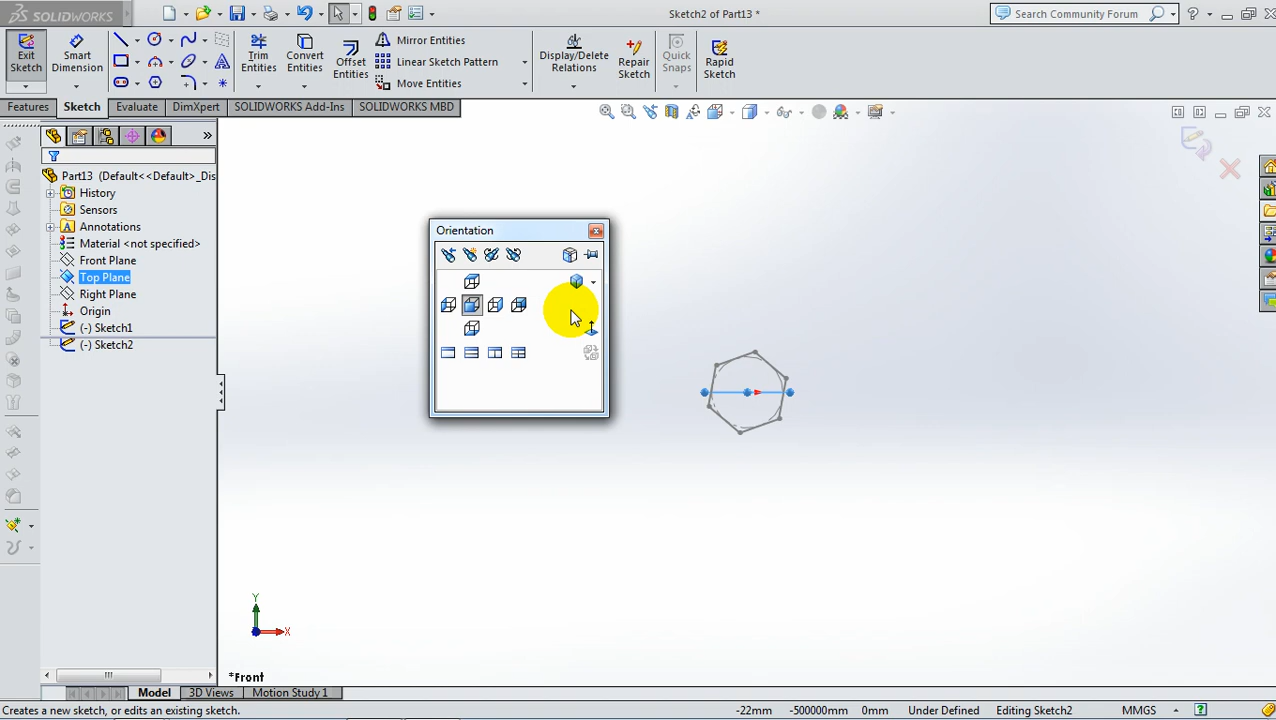 SOLIDWORKS
Sketch2 of Part13 *
Search Community Forum
Exit Sketch
Smart Dimension
Trim Entities
Convert Entities
Offset Entities
Mirror Entities
Linear Sketch Pattern
Move Entities
Display/Delete Relations
Repair Sketch
Quick Snaps
Rapid Sketch
Features
Sketch
Evaluate
DimXpert
SOLIDWORKS Add-Ins
SOLIDWORKS MBD
Part13 (Default<<Default>_Dis
History
Sensors
Annotations
Material <not specified>
Front Plane
Top Plane
Right Plane
Origin
(-) Sketch1
(-) Sketch2
Orientation
Y
X
*Front
Model
3D Views
Motion Study 1
Creates a new sketch, or edits an existing sketch.
-22mm
-500000mm
0mm
Under Defined
Editing Sketch2
MMGS